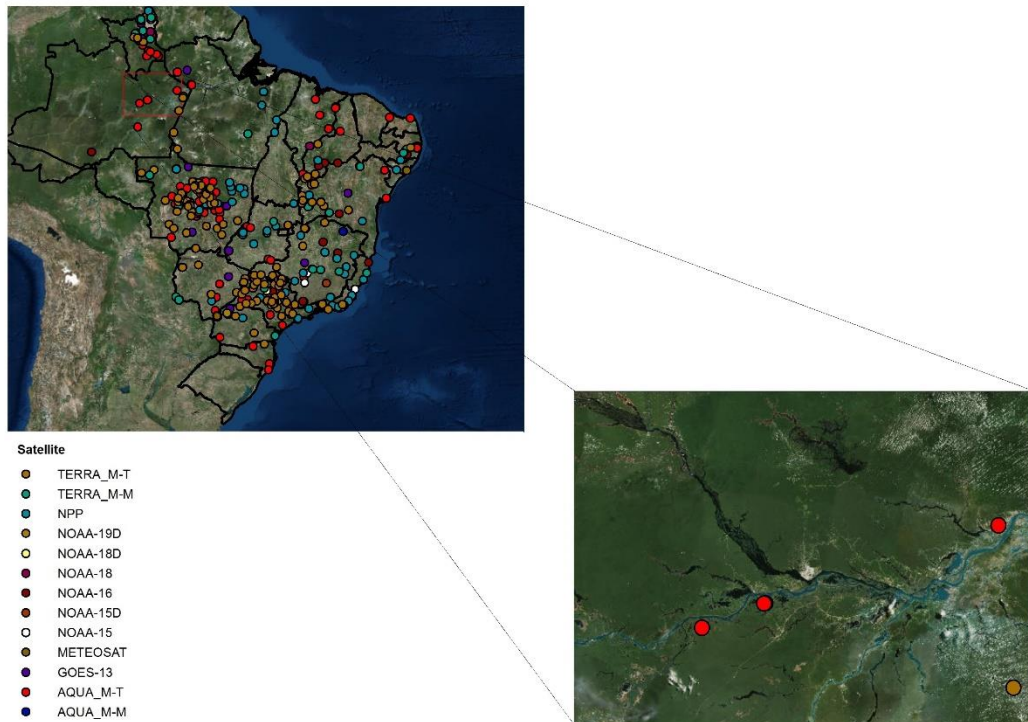 Satellite
TERRA_M-T
TERRA_M-M
NPP
NOAA-19D
NOAA-18D
NOAA-18
NOAA-16
NOAA-15D
NOAA-15
METEOSAT
GOES-13
AQUA_M-T
AQUA_M-M